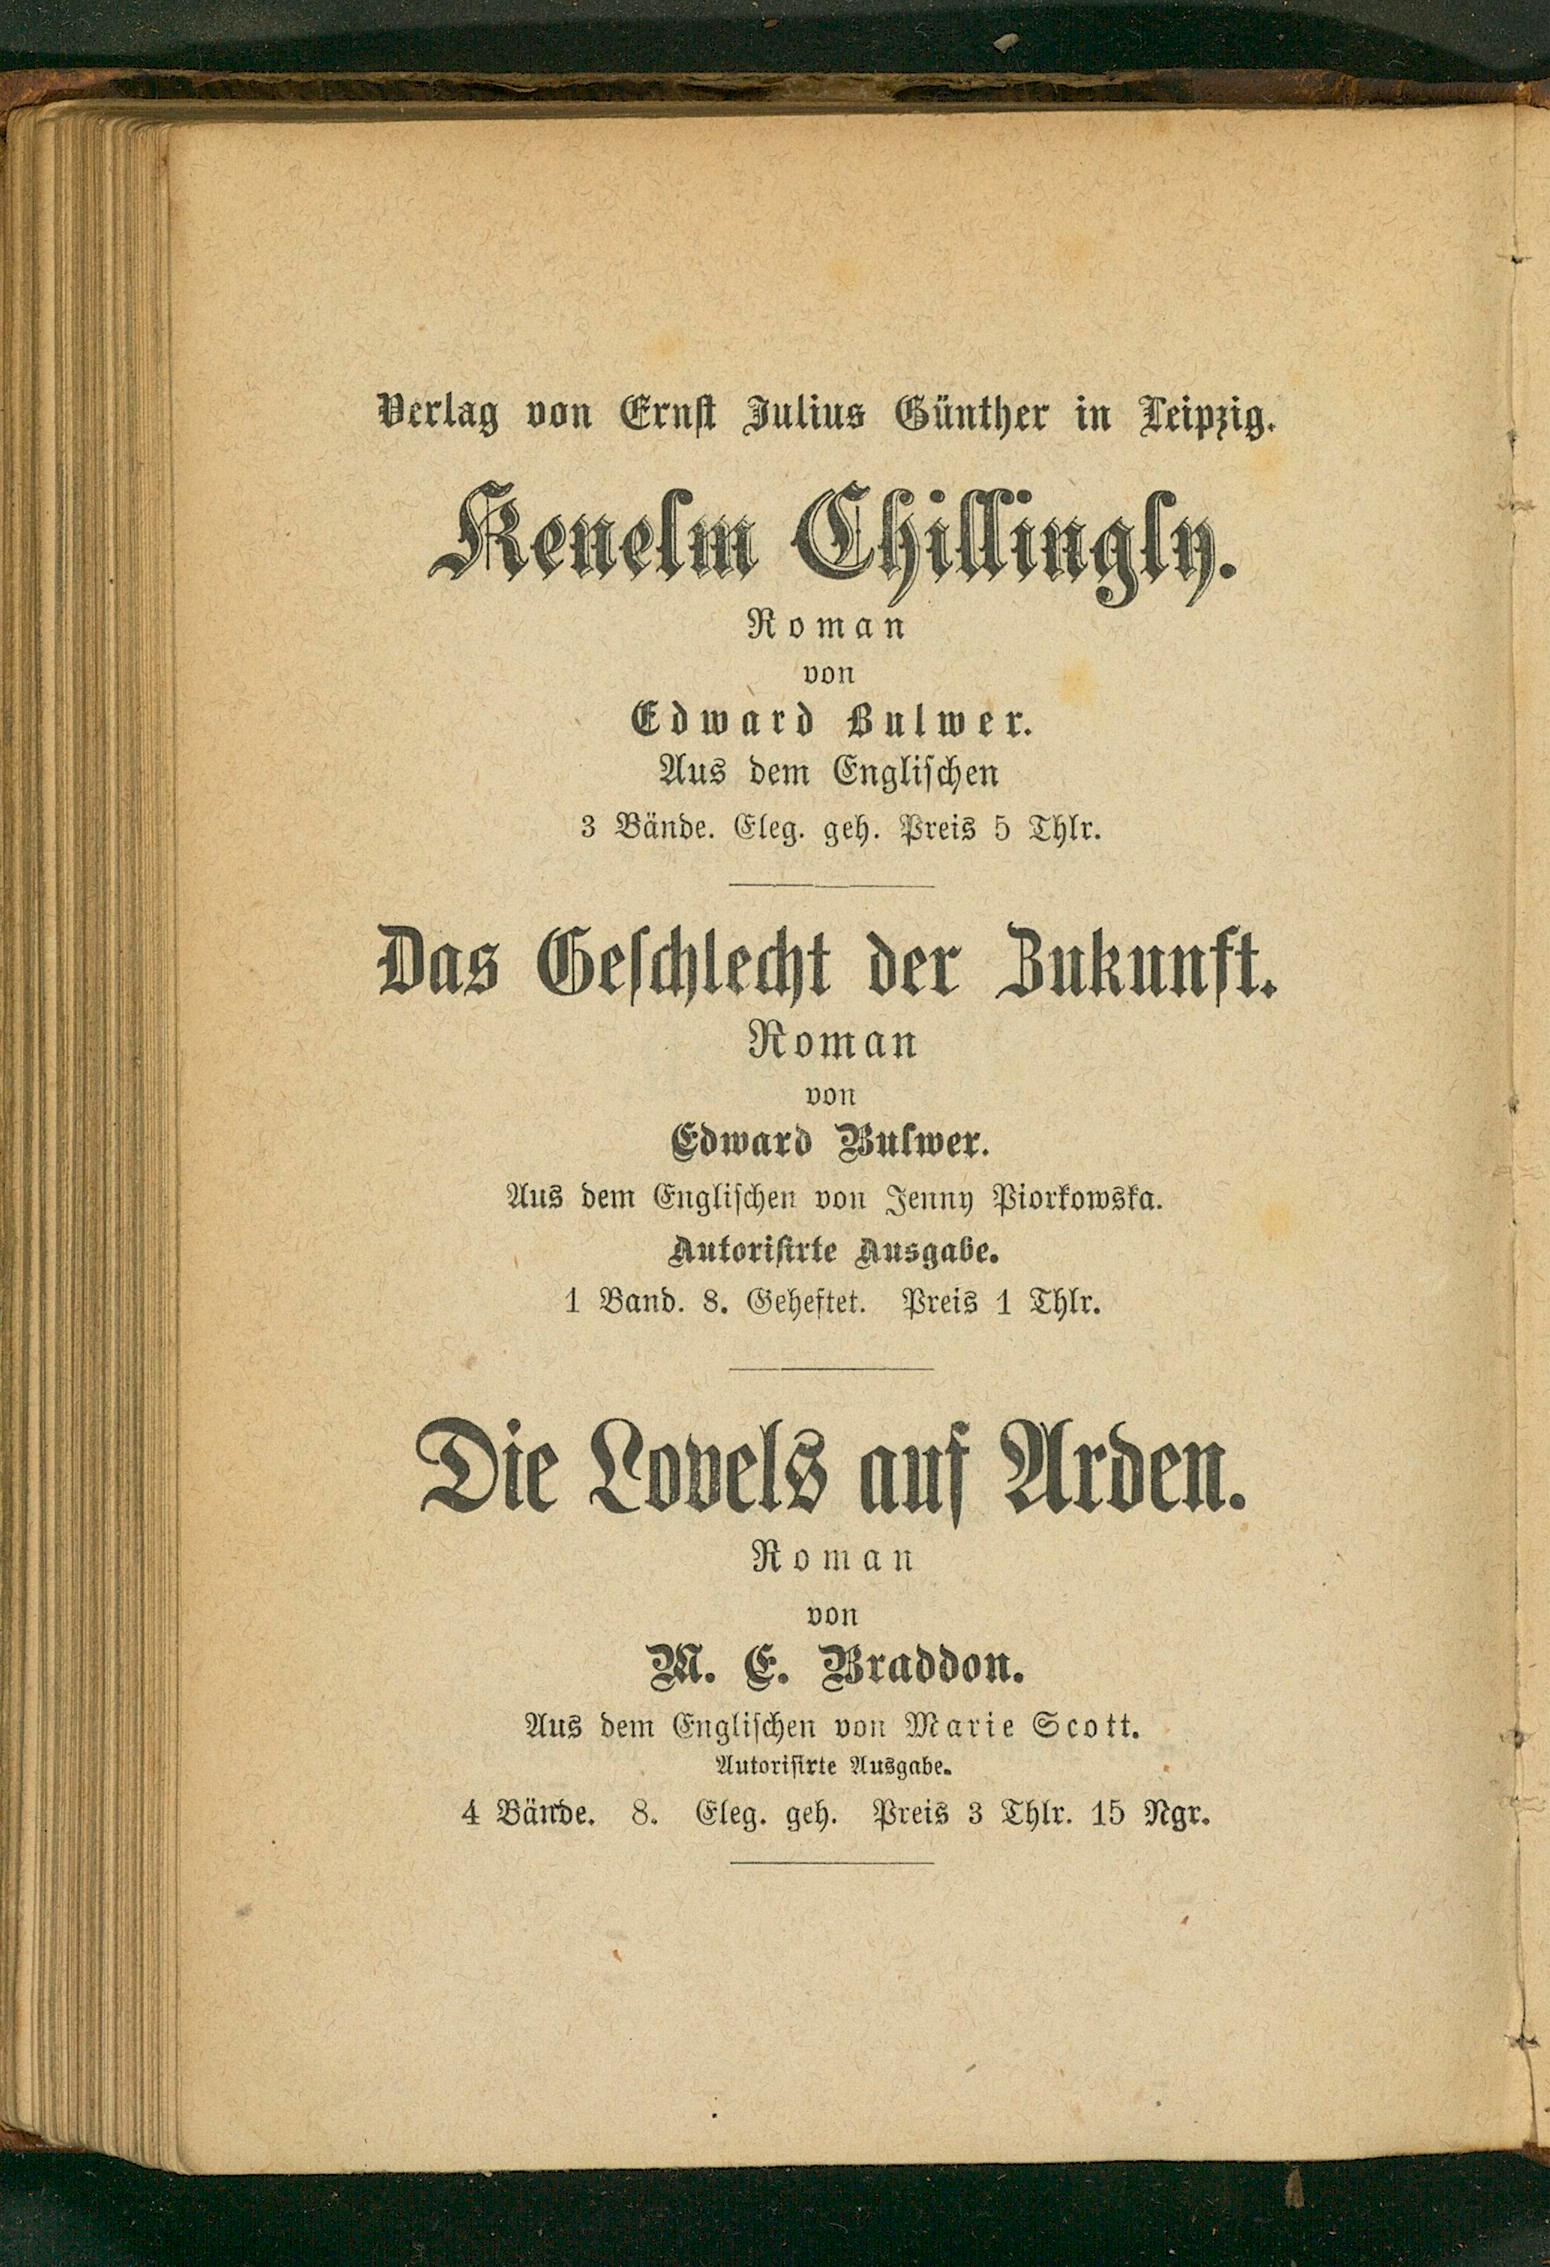 Verlag von Ernst Julius Günther in Leipzig.
Kenelm Chillingly.
Roman
von
Edward Bulwer.
Aus dem Englischen
3 Bände. Eleg. geh. Preis 5 Thlr.
Das Geschlecht der Zukunft.
Roman
von
Edward Bulwer.
Aus dem Englischen von Jenny Piorkowska.
Autorisirte Ausgabe.
1 Band. 8. Geheftet. Preis 1 Thlr.
Die Lovels auf Arden.
Roman
von
M. E. Braddon.
Aus dem Englischen von Marie Scott.
Autorisirte Ausgabe.
4 Bände. 8. Eleg. geh. Preis 3 Thlr. 15 Ngr.